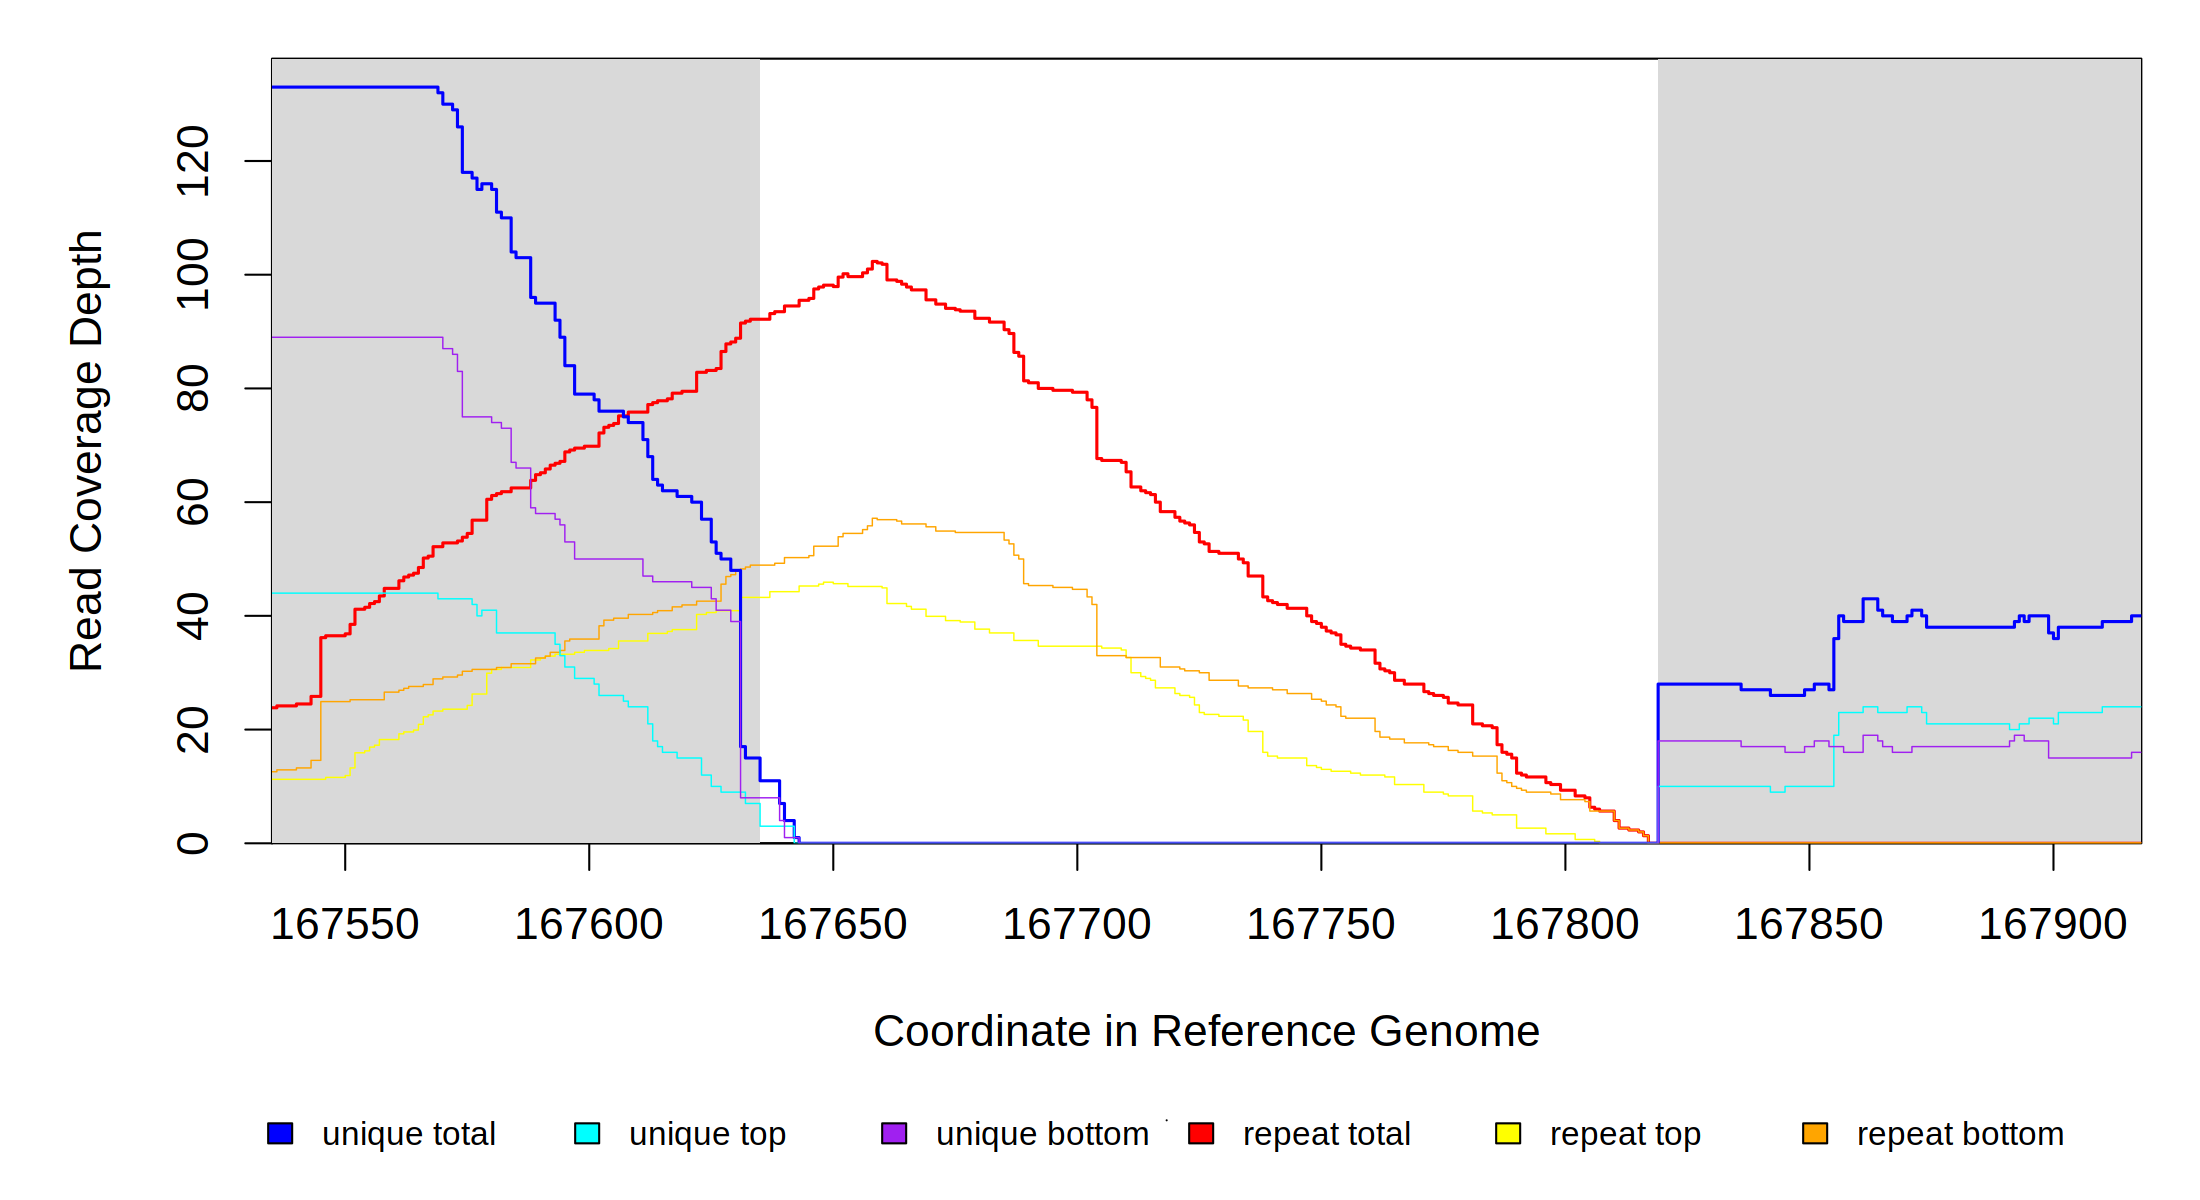 Read Coverage Depth
120
100
80
60
40
20
0
167550 167600 167650 167700 167750 167800 167850 167900
Coordinate in Reference Genome
unique total unique top unique bottom repeat total repeat top repeat bottom